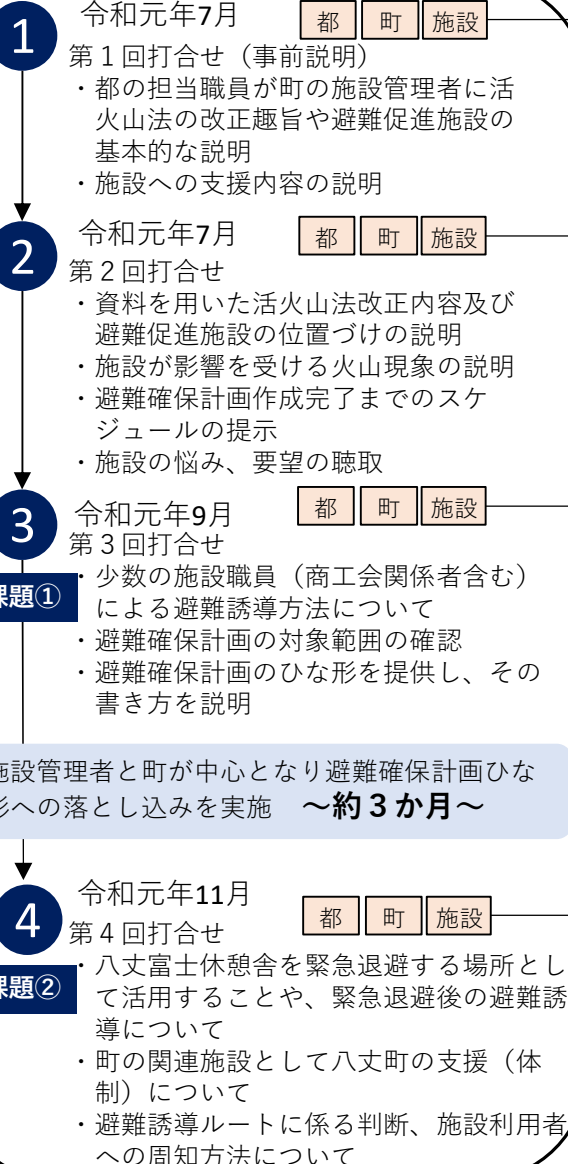 1
令和元年7月
都 町 施設
第１回打合せ（事前説明）
・都の担当職員が町の施設管理者に活
火山法の改正趣旨や避難促進施設の
基本的な説明
・施設への支援内容の説明
2
令和元年7月
都 町 施設
第２回打合せ
・資料を用いた活火山法改正内容及び
避難促進施設の位置づけの説明
・施設が影響を受ける火山現象の説明
・避難確保計画作成完了までのスケ
ジュールの提示
・施設の悩み、要望の聴取
3
令和元年9月
都 町 施設
第３回打合せ
課題①
・少数の施設職員（商工会関係者含む）
による避難誘導方法について
・避難確保計画の対象範囲の確認
・避難確保計画のひな形を提供し、その
書き方を説明
施設管理者と町が中心となり避難確保計画ひな
形への落とし込みを実施　～約３か月～
4
令和元年11月
都 町 施設
第４回打合せ
課題②
・八丈富士休憩舎を緊急退避する場所とし
て活用することや、緊急退避後の避難誘
導について
・町の関連施設として八丈町の支援（体
制）について
・避難誘導ルートに係る判断、施設利用者
への周知方法について